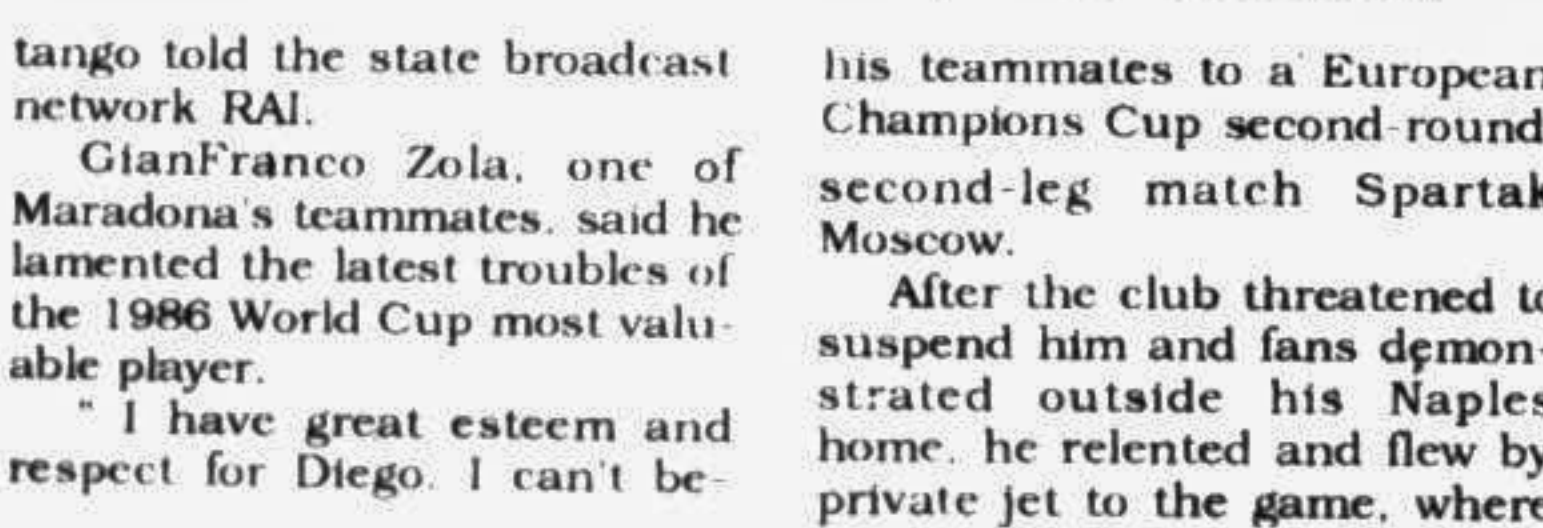 tango told the state broadcast
network RAI.
GianFranco Zola, one of
Maradona's teammates, said he
lamented the latest troubles of
the 1986 World Cup most valu-
able player.
" I have great esteem and
respect for Diego. I can't be-
his teammates to a European
Champions Cup second-round,
second-leg match Spartak
Moscow.
After the club threatened to
suspend him and fans demon-
strated outside his Naples
home, he relented and flew by
private jet to the game, where